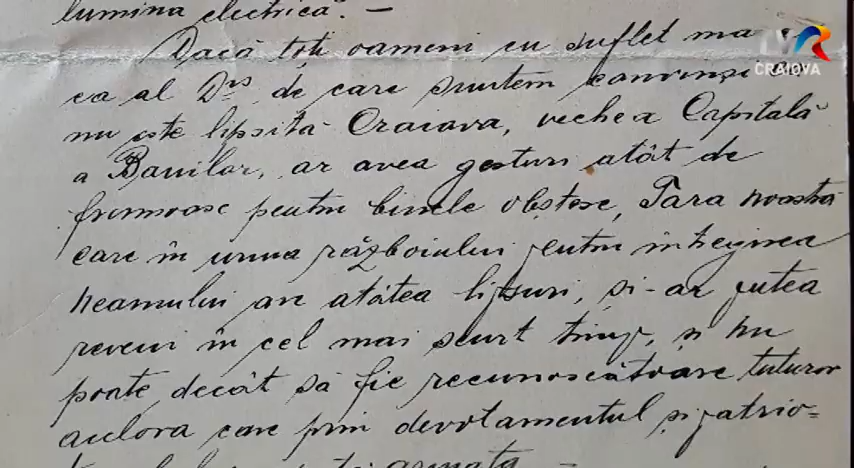 lumina electrică". —
Dacă toți oameni cu suflet ma
ca al Dvs, de care suntem convinși
nu este lipsită Craiova, vechea Capitală
a Banilor, ar avea gesturi atât de
frumoase pentru binele obștesc, Țara noastră
care în urma războiului pentru întregirea
neamului are atâtea lipsuri, și-ar putea
reveni în cel mai scurt timp, și nu
poate, decât să fie recunoscătoare tuturor
acelora care prin devotamentul și patrio=
armata —
CRAIOVA